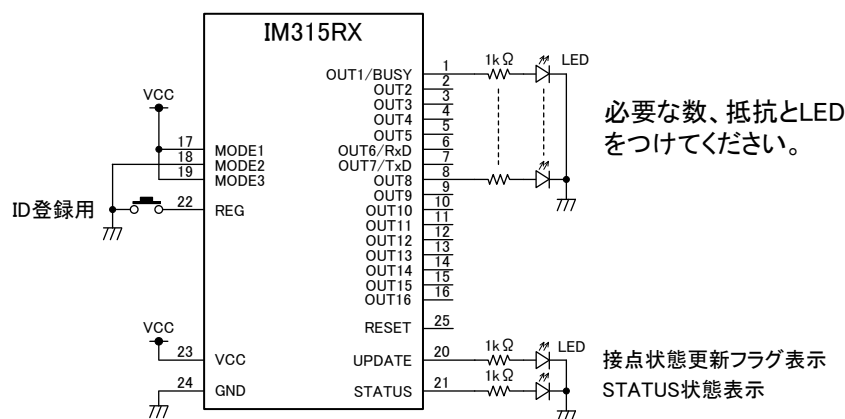 IM315RX
VCC
17 MODE1
18 MODE2
19 MODE3
ID登録用
22 REG
VCC
23 VCC
24 GND
OUT1/BUSY 1
OUT2 2
OUT3 3
OUT4 4
OUT5 5
OUT6/RxD 6
OUT7/TxD 7
OUT8 8
OUT9 9
OUT10 10
OUT11 11
OUT12 12
OUT13 13
OUT14 14
OUT15 15
OUT16 16
RESET 25
UPDATE 20
STATUS 21
1kΩ LED
必要な数、抵抗とLED
をつけてください。
1kΩ LED
接点状態更新フラグ表示
1kΩ
STATUS状態表示